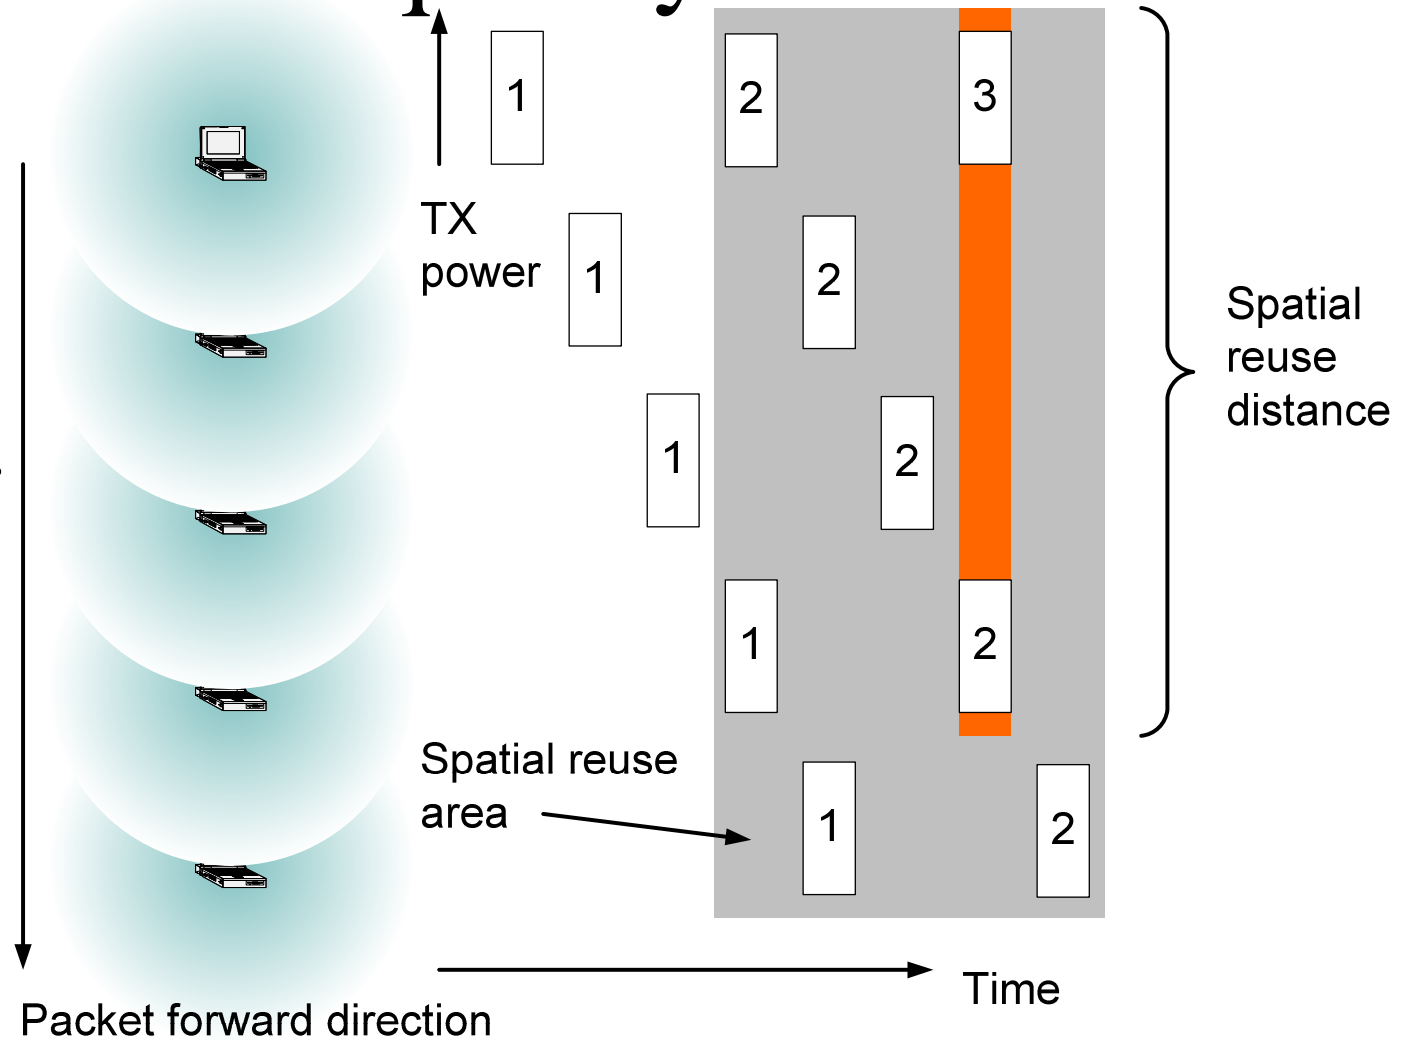 1
2
3
TX
power
1
2
Spatial
reuse
distance
1
2
1
2
Spatial reuse
area
1
2
Time
Packet forward direction